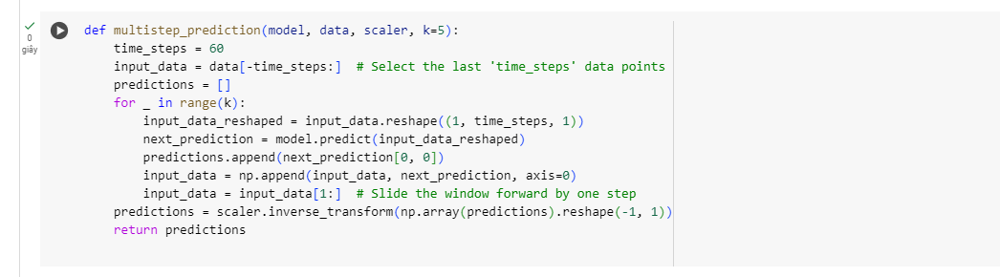 def multistep_prediction(model, data, scaler, k=5):
    time_steps = 60
    input_data = data[-time_steps:]  # Select the last 'time_steps' data points
    predictions = []
    for _ in range(k):
        input_data_reshaped = input_data.reshape((1, time_steps, 1))
        next_prediction = model.predict(input_data_reshaped)
        predictions.append(next_prediction[0, 0])
        input_data = np.append(input_data, next_prediction, axis=0)
        input_data = input_data[1:]  # Slide the window forward by one step
    predictions = scaler.inverse_transform(np.array(predictions).reshape(-1, 1))
    return predictions
0
giây